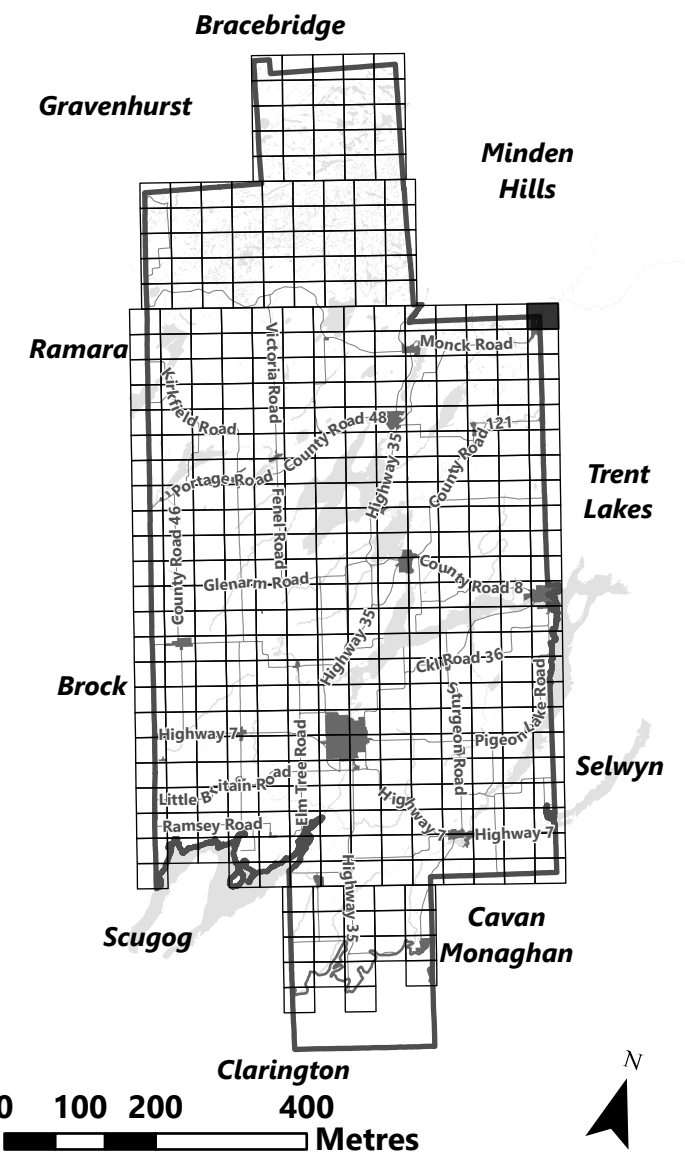 Bracebridge
Gravenhurst
Minden
Hills
Ramara
Monck Road
Victoria Road
Kirkfield Road
County Road 48
Highway 35
County Road 121
Portage Road
Trent
Lakes
County Road 46
Fenel Road
Glenarm Road
County Road 8
Highway 35
Ckl Road 36
Brock
Sturgeon Road
Pigeon Lake Road
Highway 7
Elm Tree Road
Selwyn
Little Britain Road
Highway 7
Ramsey Road
Highway 7
Highway 35
Scugog
Cavan
Monaghan
Clarington
N
0 100 200 400
Metres